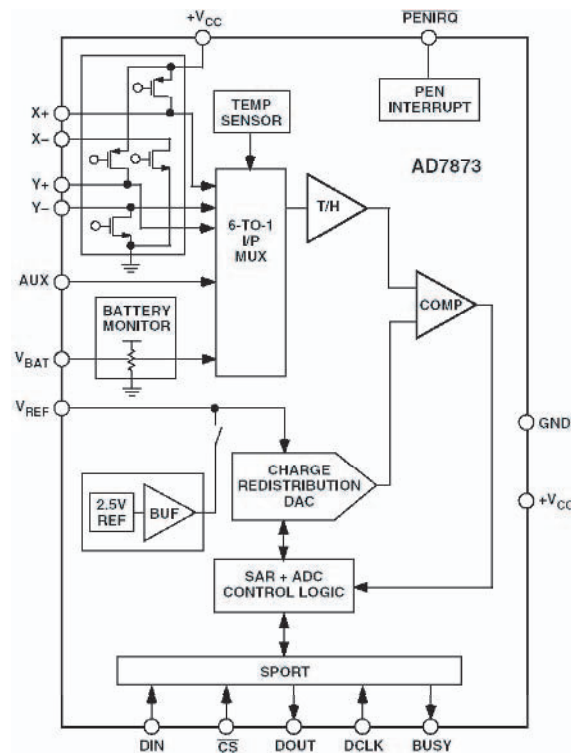 +VCC
PENIRQ
X+
X–
Y+
Y–
AUX
VBAT
VREF
TEMP
SENSOR
PEN
INTERRUPT
AD7873
6-TO-1
I/P
MUX
T/H
COMP
BATTERY
MONITOR
GND
+VCC
2.5V
REF
BUF
CHARGE
REDISTRIBUTION
DAC
SAR + ADC
CONTROL LOGIC
SPORT
DIN
CS
DOUT
DCLK
BUSY